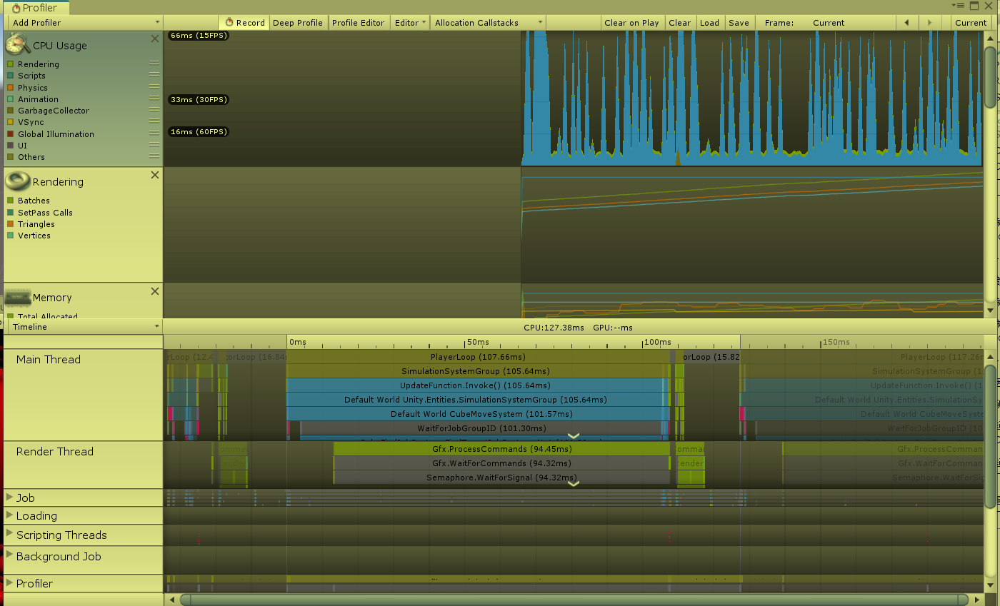 Profiler
Add Profiler
Record Deep Profile Profile Editor Editor Allocation Callstacks Clear on Play Clear Load Save Frame: Current Current
CPU Usage
Rendering
Scripts
Physics
Animation
GarbageCollector
VSync
Global Illumination
UI
Others
66ms (15FPS)
33ms (30FPS)
16ms (60FPS)
Rendering
Batches
SetPass Calls
Triangles
Vertices
Memory
Total Allocated
Timeline
CPU:127.38ms GPU:--ms
0ms 50ms 100ms 150ms
Main Thread
rLoop (12.4 orLoop (16.84 PlayerLoop (107.66ms) orLoop (15.82 PlayerLoop (117.26m
SimulationSystemGroup (105.64ms) SimulationSystemGroup (1
UpdateFunction.Invoke() (105.64ms) UpdateFunction.Invoke() (1
Default World Unity.Entities.SimulationSystemGroup (105.64ms) Default World Unity.Entities.SimulationSy
Default World CubeMoveSystem (101.57ms) Default World CubeMoveSyste
WaitForJobGroupID (101.30ms) WaitForJobGroupID (10
Render Thread
omma Gfx.ProcessCommands (94.45ms) omma Gfx.ProcessComman
ender Gfx.WaitForCommands (94.32ms) ender Gfx.WaitForComman
Semaphore.WaitForSignal (94.32ms) Semaphore.WaitForSig
Job
Loading
Scripting Threads
Background Job
Profiler